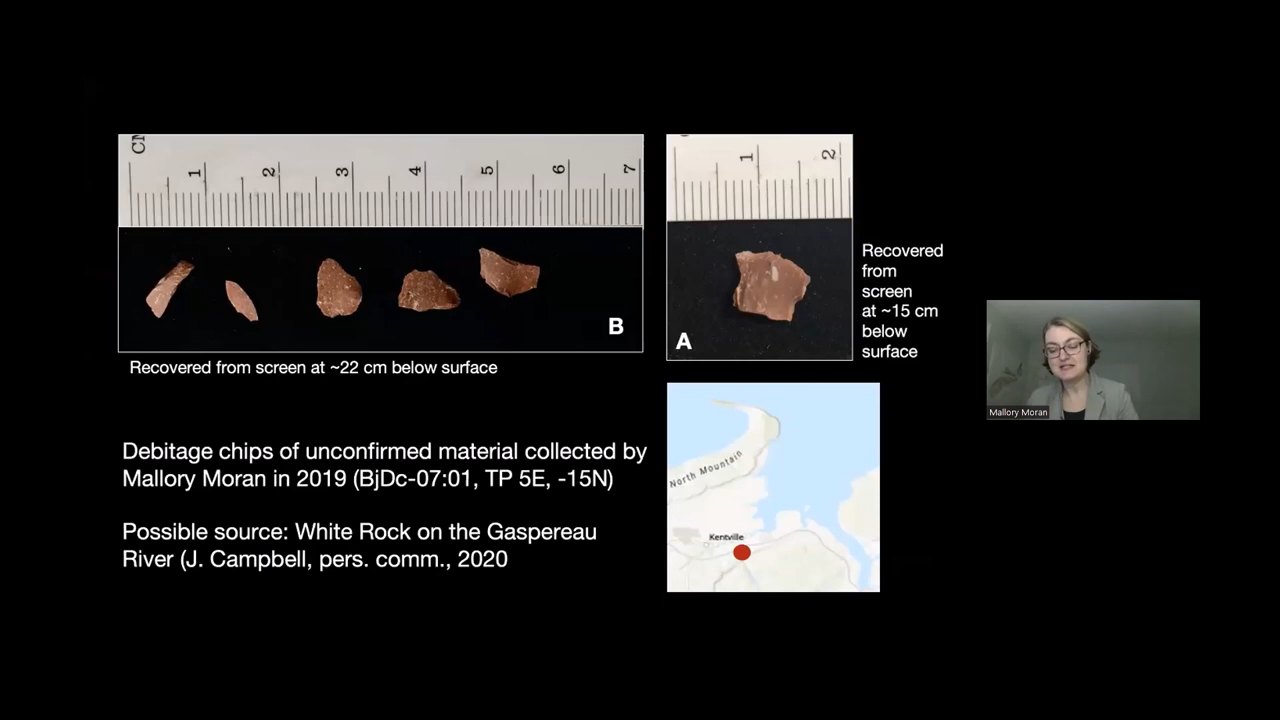 CM
1 2 3 4 5 6 7
B
Recovered from screen at ~22 cm below surface
1 2
A
Recovered
from
screen
at ~15 cm
below
surface
Debitage chips of unconfirmed material collected by
Mallory Moran in 2019 (BjDc-07:01, TP 5E, -15N)
Possible source: White Rock on the Gaspereau
River (J. Campbell, pers. comm., 2020
North Mountain
Kentville
Mallory Moran